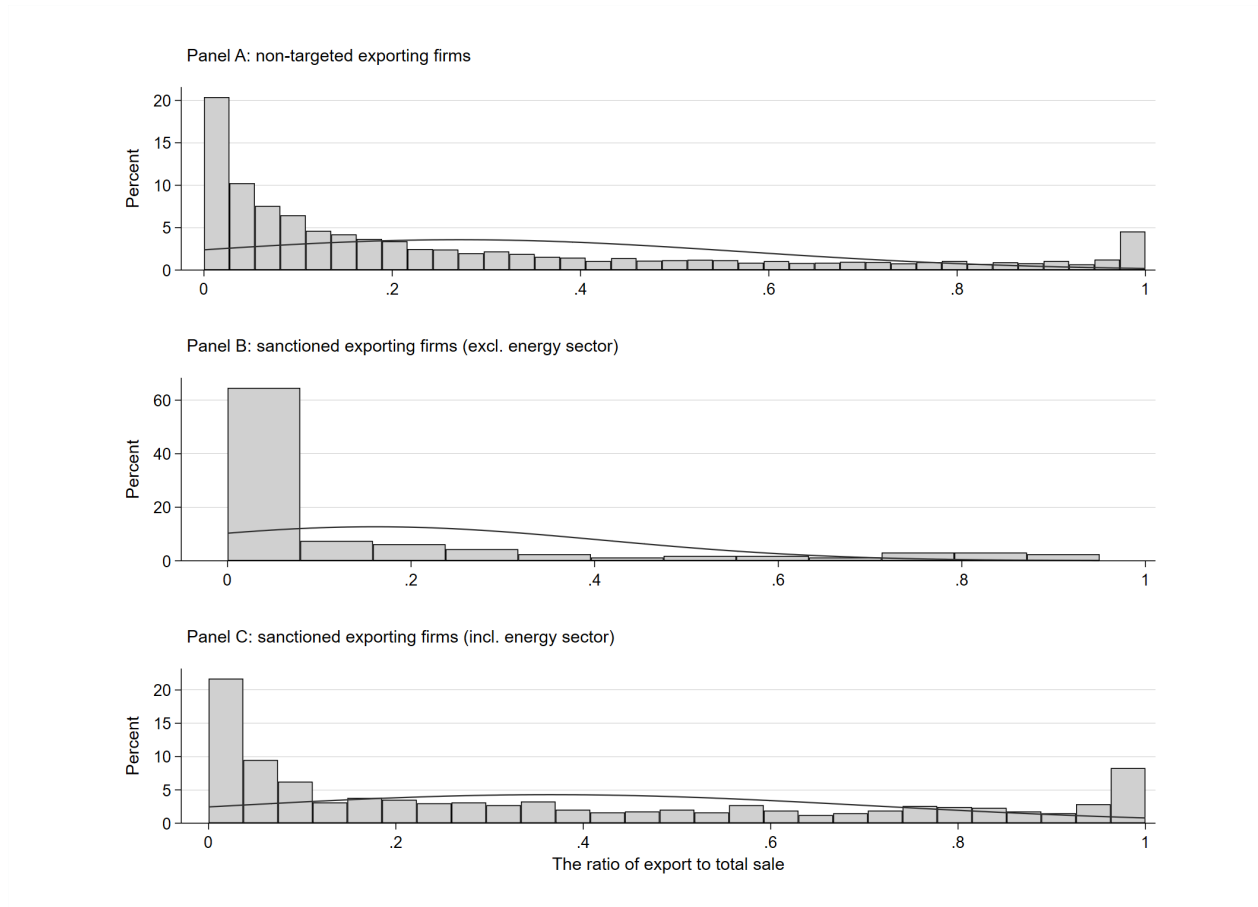 Panel A: non-targeted exporting firms
20
15
10
5
0
Percent
0 .2 .4 .6 .8 1
Panel B: sanctioned exporting firms (excl. energy sector)
60
40
20
0
Percent
0 .2 .4 .6 .8 1
Panel C: sanctioned exporting firms (incl. energy sector)
20
15
10
5
0
Percent
0 .2 .4 .6 .8 1
The ratio of export to total sale